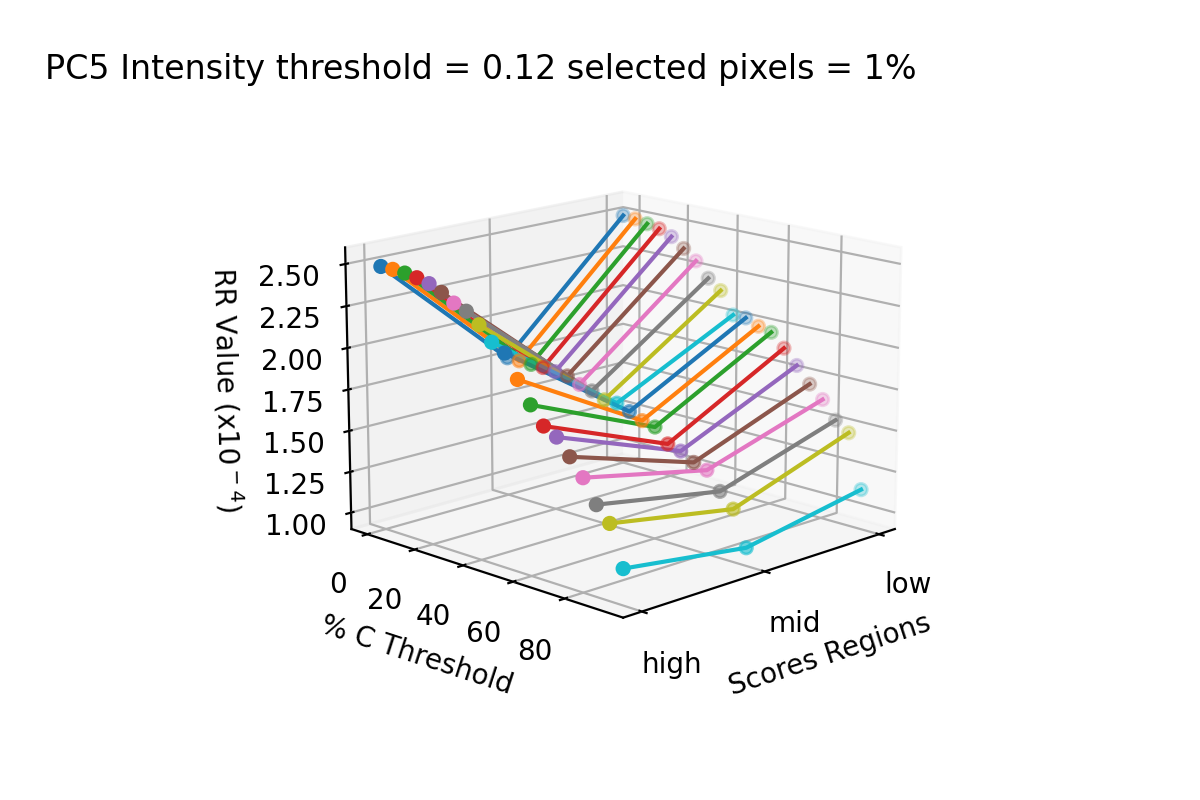 PC5 Intensity threshold = 0.12 selected pixels = 1%
RR Value (x10⁻⁴)
2.50
2.25
2.00
1.75
1.50
1.25
1.00
0
20
40
60
80
% C Threshold
high
mid
low
Scores Regions